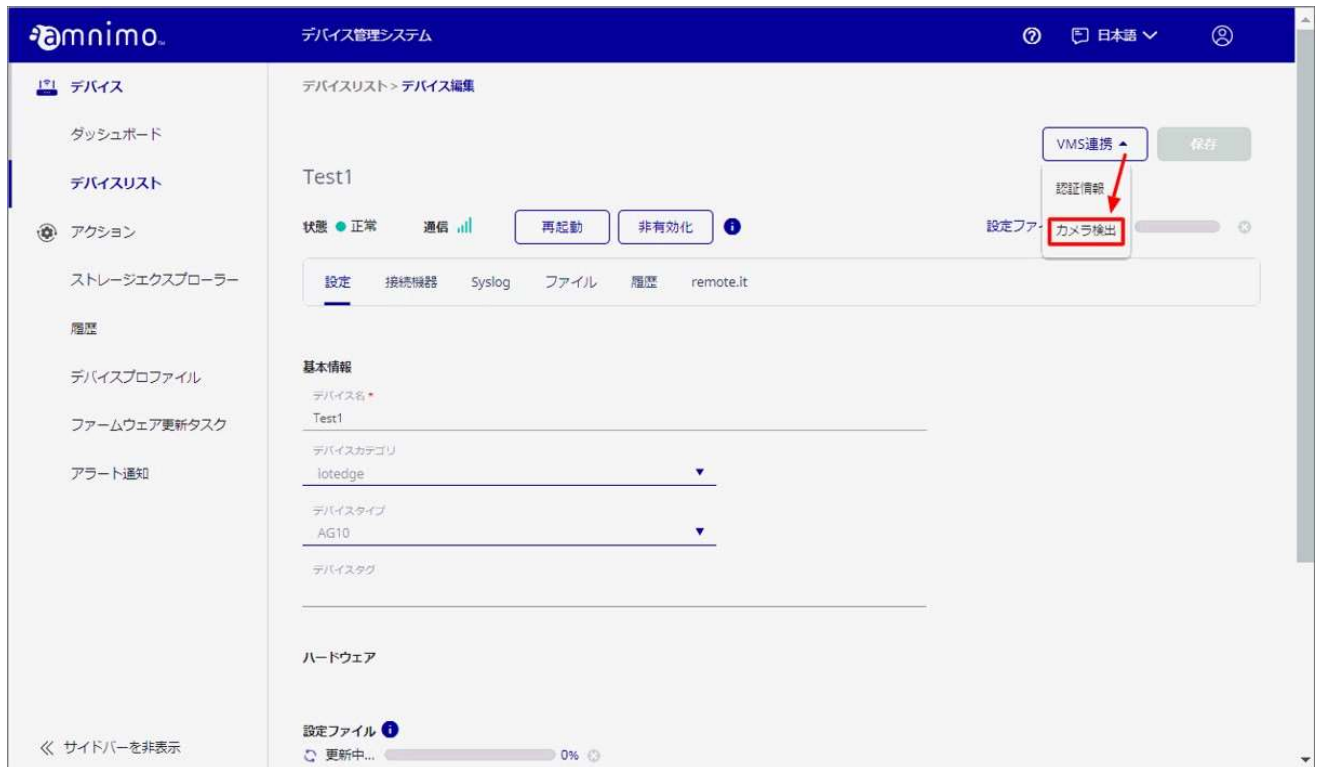 amnimo
デバイス管理システム
日本語
デバイス
ダッシュボード
デバイスリスト
アクション
ストレージエクスプローラー
履歴
デバイスプロファイル
ファームウェア更新タスク
アラート通知
サイドバーを非表示
デバイスリスト > デバイス編集
VMS連携
保存
認証情報
カメラ検出
Test1
状態 正常 通信 再起動 非有効化
設定ファイ
設定 接続機器 Syslog ファイル 履歴 remote.it
基本情報
デバイス名 *
Test1
デバイスカテゴリ
iotedge
デバイスタイプ
AG10
デバイスタグ
ハードウェア
設定ファイル
更新中... 0%